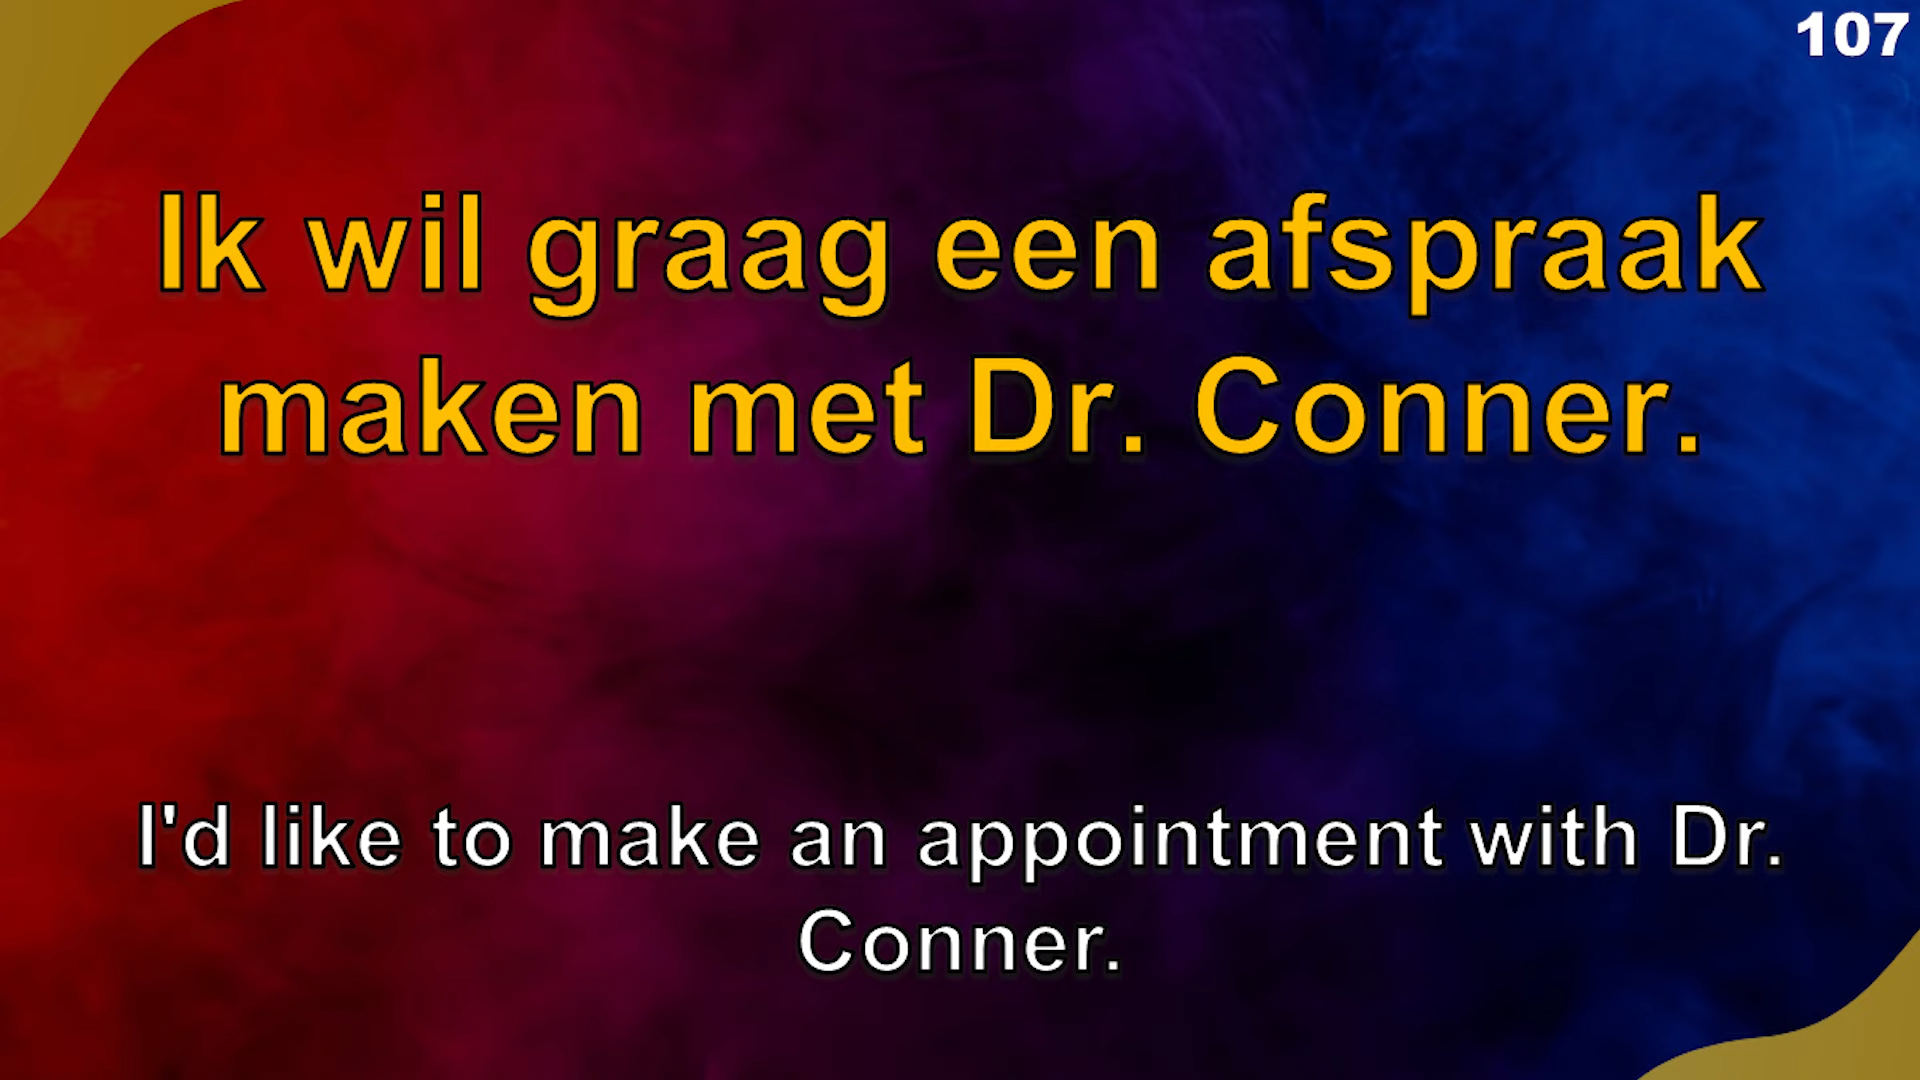 107
Ik wil graag een afspraak
maken met Dr. Conner.
I'd like to make an appointment with Dr.
Conner.